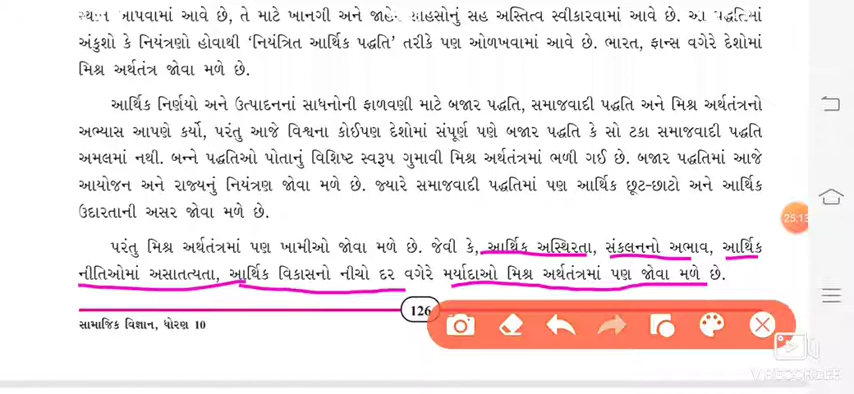 સ્થાન આપવામાં આવે છે, તે માટે ખાનગી અને જાહેર સાહસોનું સહ અસ્તિત્વ સ્વીકારવામાં આવે છે. આ પદ્ધતિમાં
અંકુશો કે નિયંત્રણો હોવાથી ‘નિયંત્રિત આર્થિક પદ્ધતિ’ તરીકે પણ ઓળખવામાં આવે છે. ભારત, ફ્રાન્સ વગેરે દેશોમાં
મિશ્ર અર્થતંત્ર જોવા મળે છે.
આર્થિક નિર્ણયો અને ઉત્પાદનનાં સાધનોની ફાળવણી માટે બજાર પદ્ધતિ, સમાજવાદી પદ્ધતિ અને મિશ્ર અર્થતંત્રનો
અભ્યાસ આપણે કર્યો, પરંતુ આજે વિશ્વના કોઈપણ દેશોમાં સંપૂર્ણ પણે બજાર પદ્ધતિ કે સો ટકા સમાજવાદી પદ્ધતિ
અમલમાં નથી. બન્ને પદ્ધતિઓ પોતાનું વિશિષ્ટ સ્વરૂપ ગુમાવી મિશ્ર અર્થતંત્રમાં ભળી ગઈ છે. બજાર પદ્ધતિમાં આજે
આયોજન અને રાજ્યનું નિયંત્રણ જોવા મળે છે. જ્યારે સમાજવાદી પદ્ધતિમાં પણ આર્થિક છૂટ-છાટો અને આર્થિક
ઉદારતાની અસર જોવા મળે છે.
પરંતુ મિશ્ર અર્થતંત્રમાં પણ ખામીઓ જોવા મળે છે. જેવી કે, આર્થિક અસ્થિરતા, સંકલનનો અભાવ, આર્થિક
નીતિઓમાં અસાતત્યતા, આર્થિક વિકાસનો નીચો દર વગેરે મર્યાદાઓ મિશ્ર અર્થતંત્રમાં પણ જોવા મળે છે.
126
સામાજિક વિજ્ઞાન, ધોરણ 10
25:13